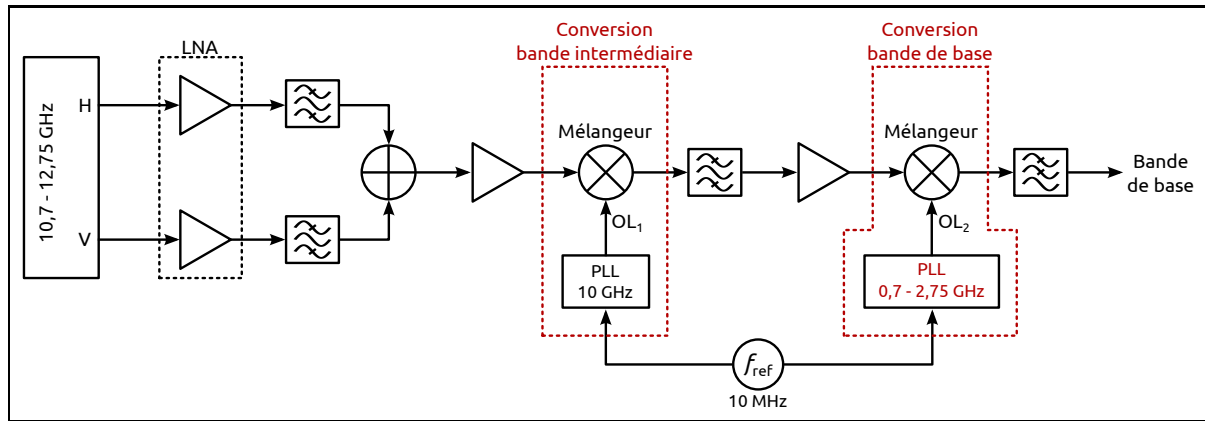 Conversion
bande intermédiaire
Conversion
bande de base
LNA
10,7 - 12,75 GHz
H
V
Mélangeur
Mélangeur
OL₁
OL₂
Bande
de base
PLL
10 GHz
PLL
0,7 - 2,75 GHz
fref
10 MHz